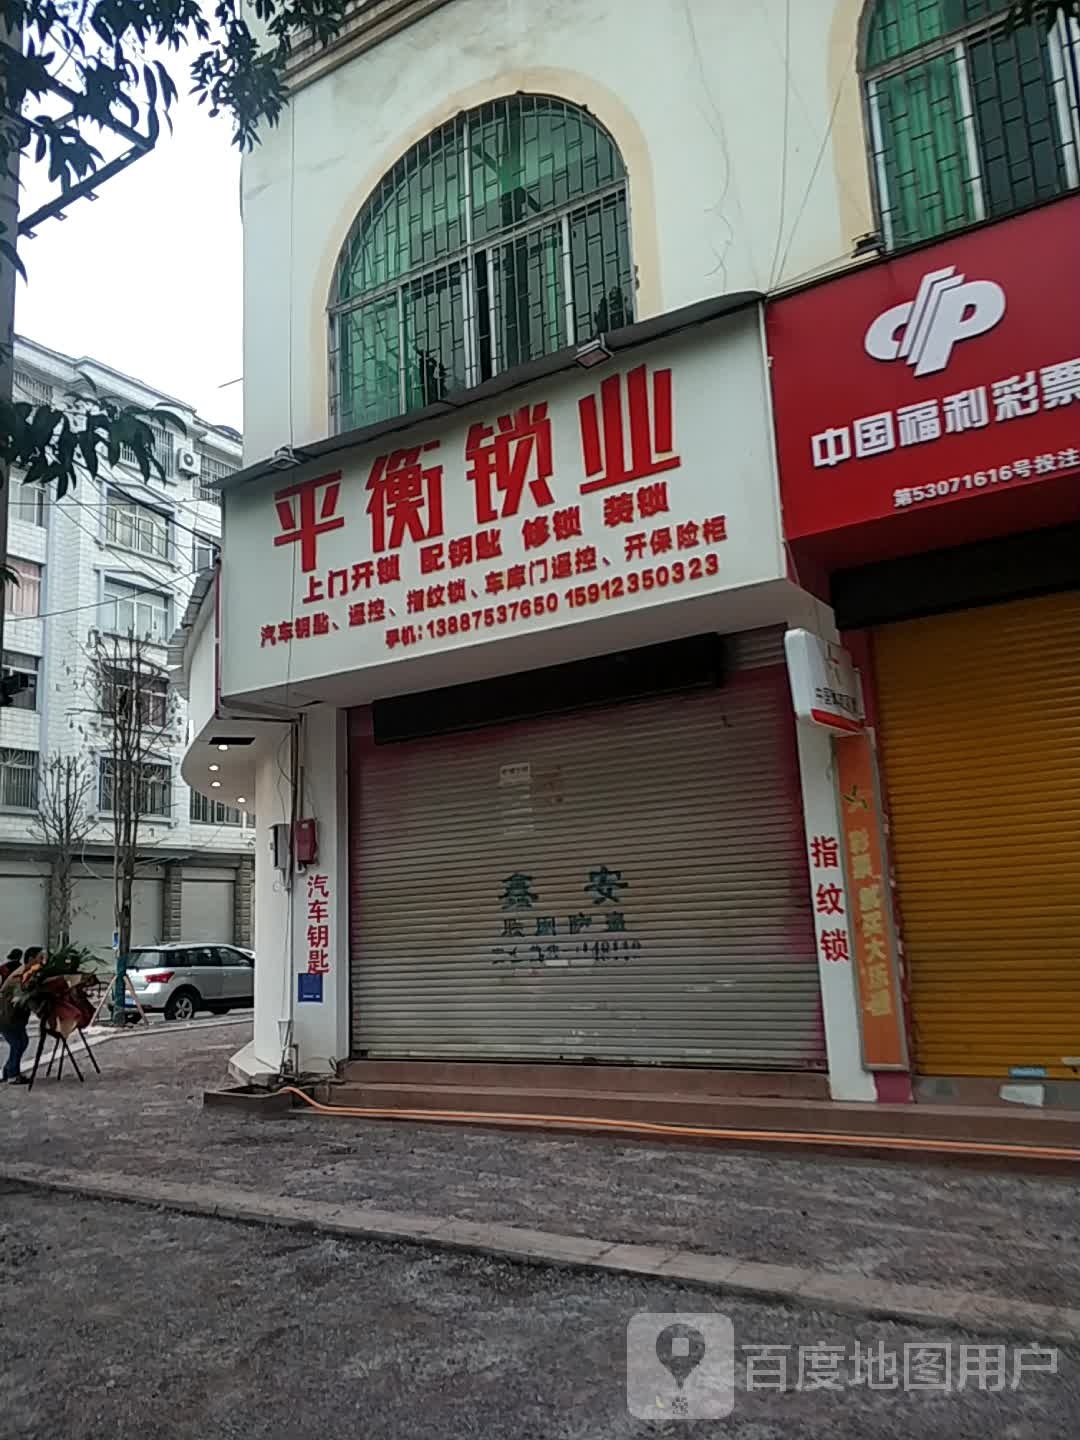 平衡锁业
上门开锁 配钥匙 修锁 装锁
汽车钥匙、遥控、指纹锁、车库门遥控、开保险柜
手机:13887537650 15912350323
中国福利彩票
第53071616号投注
汽车钥匙
鑫安
指纹锁
百度地图用户